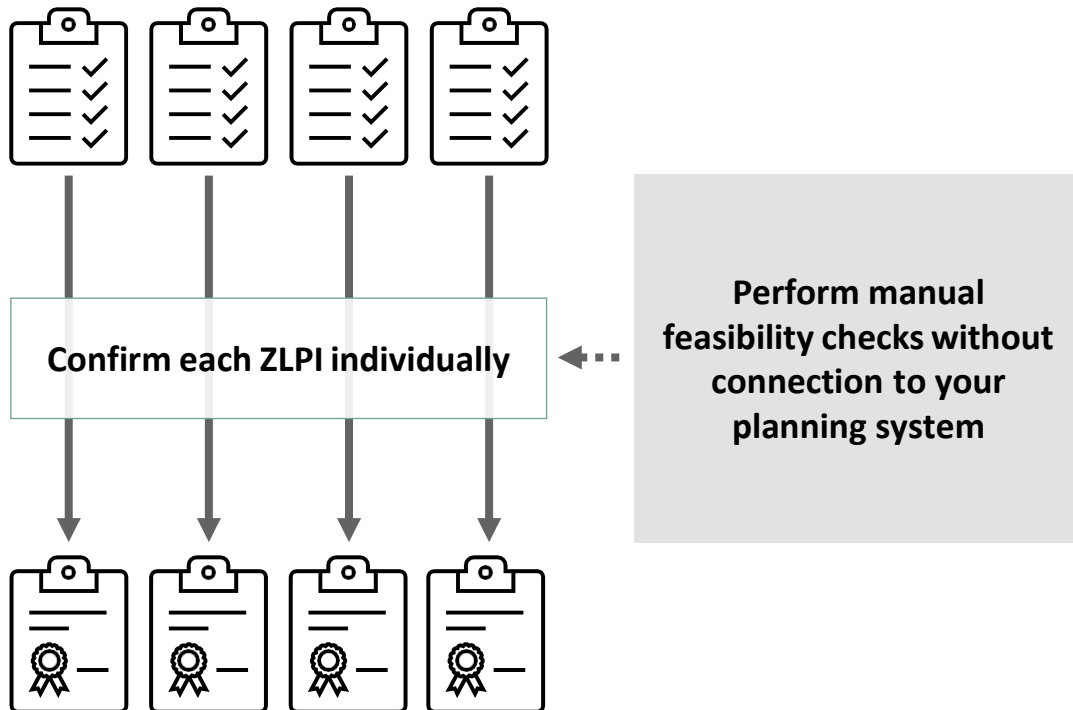 Confirm each ZLPI individually
Perform manual
feasibility checks without
connection to your
planning system